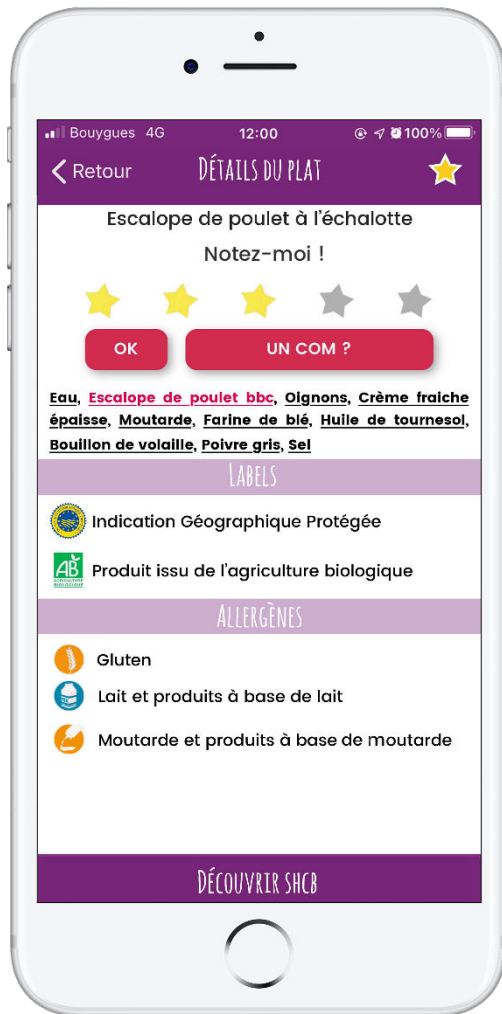 Bouygues 4G 12:00 100%
Retour DÉTAILS DU PLAT
Escalope de poulet à l'échalotte
Notez-moi !
OK UN COM ?
Eau, Escalope de poulet bbc, Oignons, Crème fraiche
épaisse, Moutarde, Farine de blé, Huile de tournesol,
Bouillon de volaille, Poivre gris, Sel
LABELS
Indication Géographique Protégée
AB
AGRICULTURE
BIOLOGIQUE
Produit issu de l'agriculture biologique
ALLERGÈNES
Gluten
Lait et produits à base de lait
Moutarde et produits à base de moutarde
DÉCOUVRIR SHCB